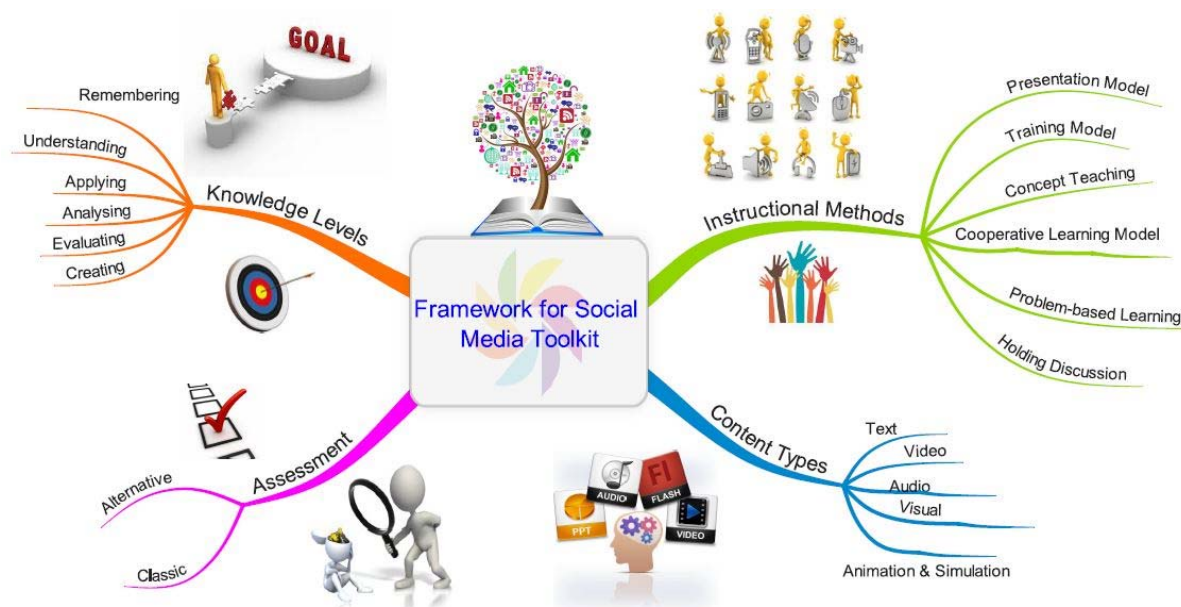 GOAL
Remembering
Understanding
Applying
Analysing
Evaluating
Creating
Knowledge Levels
Framework for Social
Media Toolkit
Instructional Methods
Presentation Model
Training Model
Concept Teaching
Cooperative Learning Model
Problem-based Learning
Holding Discussion
Assessment
Alternative
Classic
Content Types
Text
Video
Audio
Visual
Animation & Simulation
PPT
AUDIO
Fl
FLASH
VIDEO